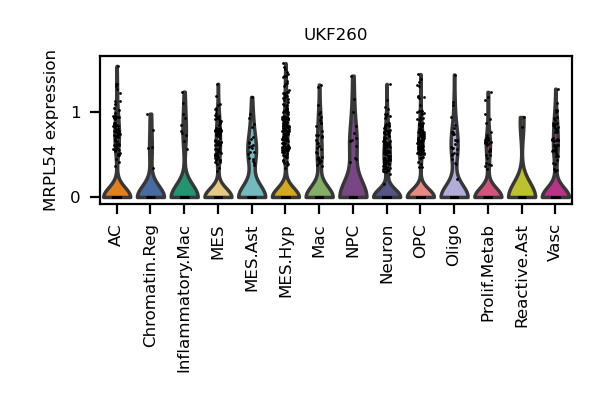 UKF260
MRPL54 expression
1
0
AC
Chromatin.Reg
Inflammatory.Mac
MES
MES.Ast
MES.Hyp
Mac
NPC
Neuron
OPC
Oligo
Prolif.Metab
Reactive.Ast
Vasc